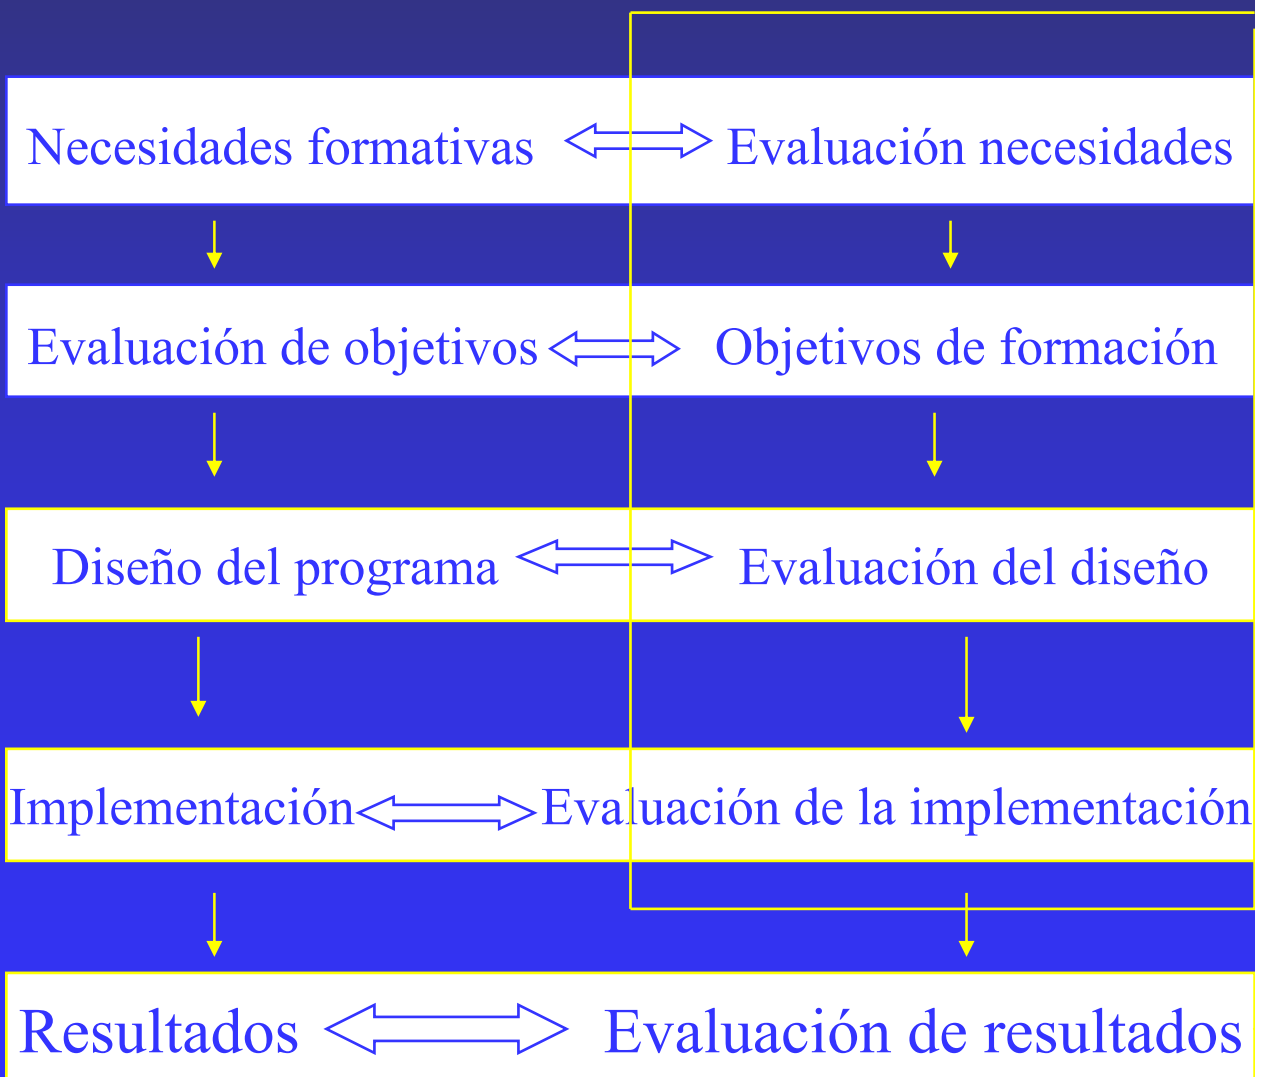 Necesidades formativas Evaluación necesidades
Evaluación de objetivos Objetivos de formación
Diseño del programa Evaluación del diseño
Implementación Evaluación de la implementación
Resultados Evaluación de resultados